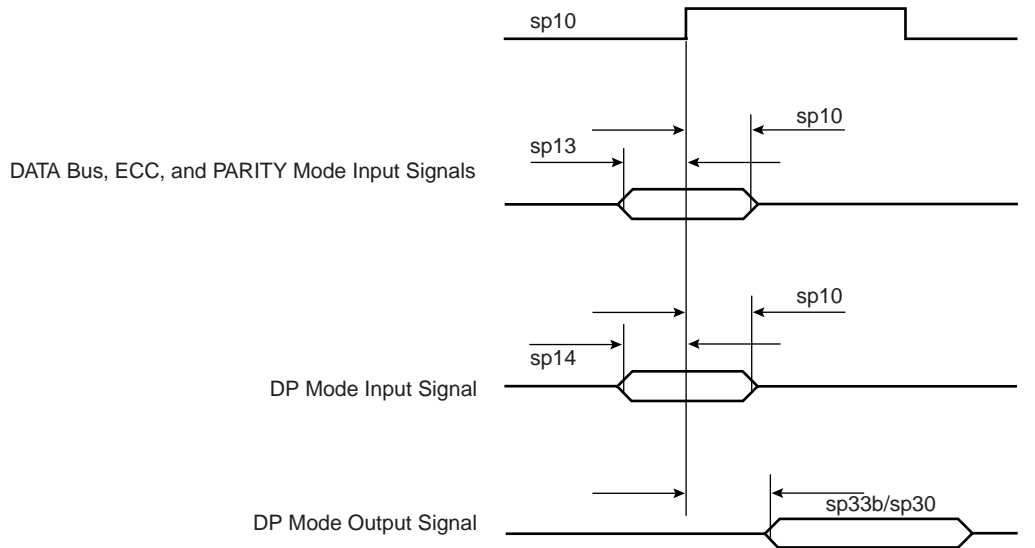 sp10
sp10
sp13
DATA Bus, ECC, and PARITY Mode Input Signals
sp10
sp14
DP Mode Input Signal
sp33b/sp30
DP Mode Output Signal